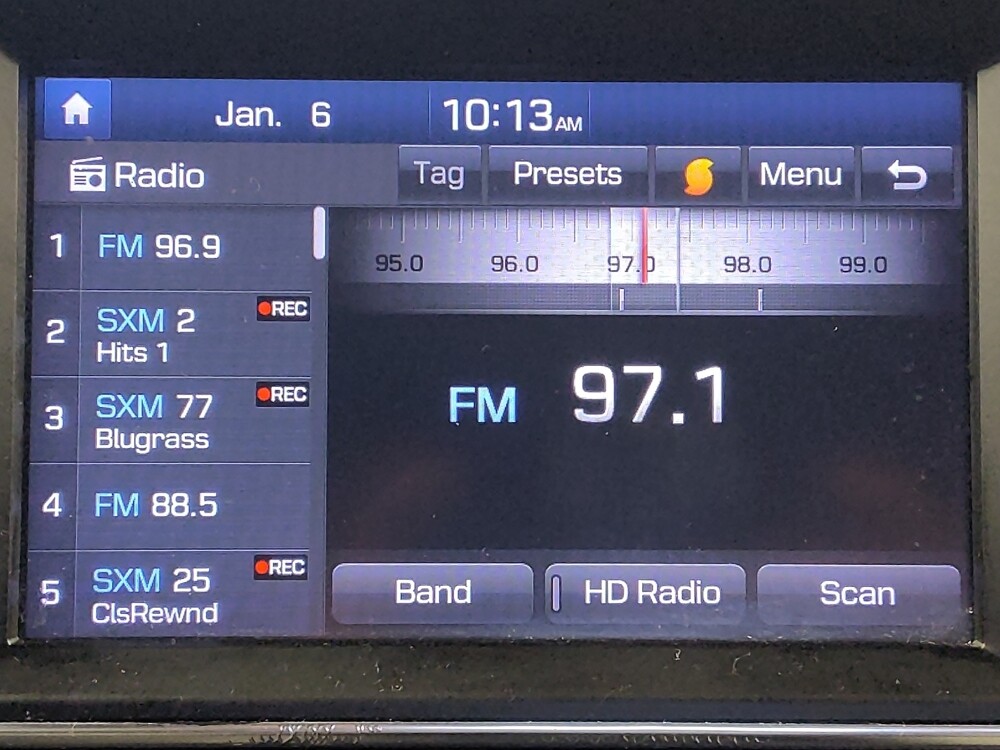 Jan. 6 10:13 AM
Radio Tag Presets Menu
1 FM 96.9
2 SXM 2 REC
Hits 1
3 SXM 77 REC
Blugrass
4 FM 88.5
5 SXM 25 REC
ClsRewnd
95.0 96.0 97.0 98.0 99.0
FM 97.1
Band HD Radio Scan